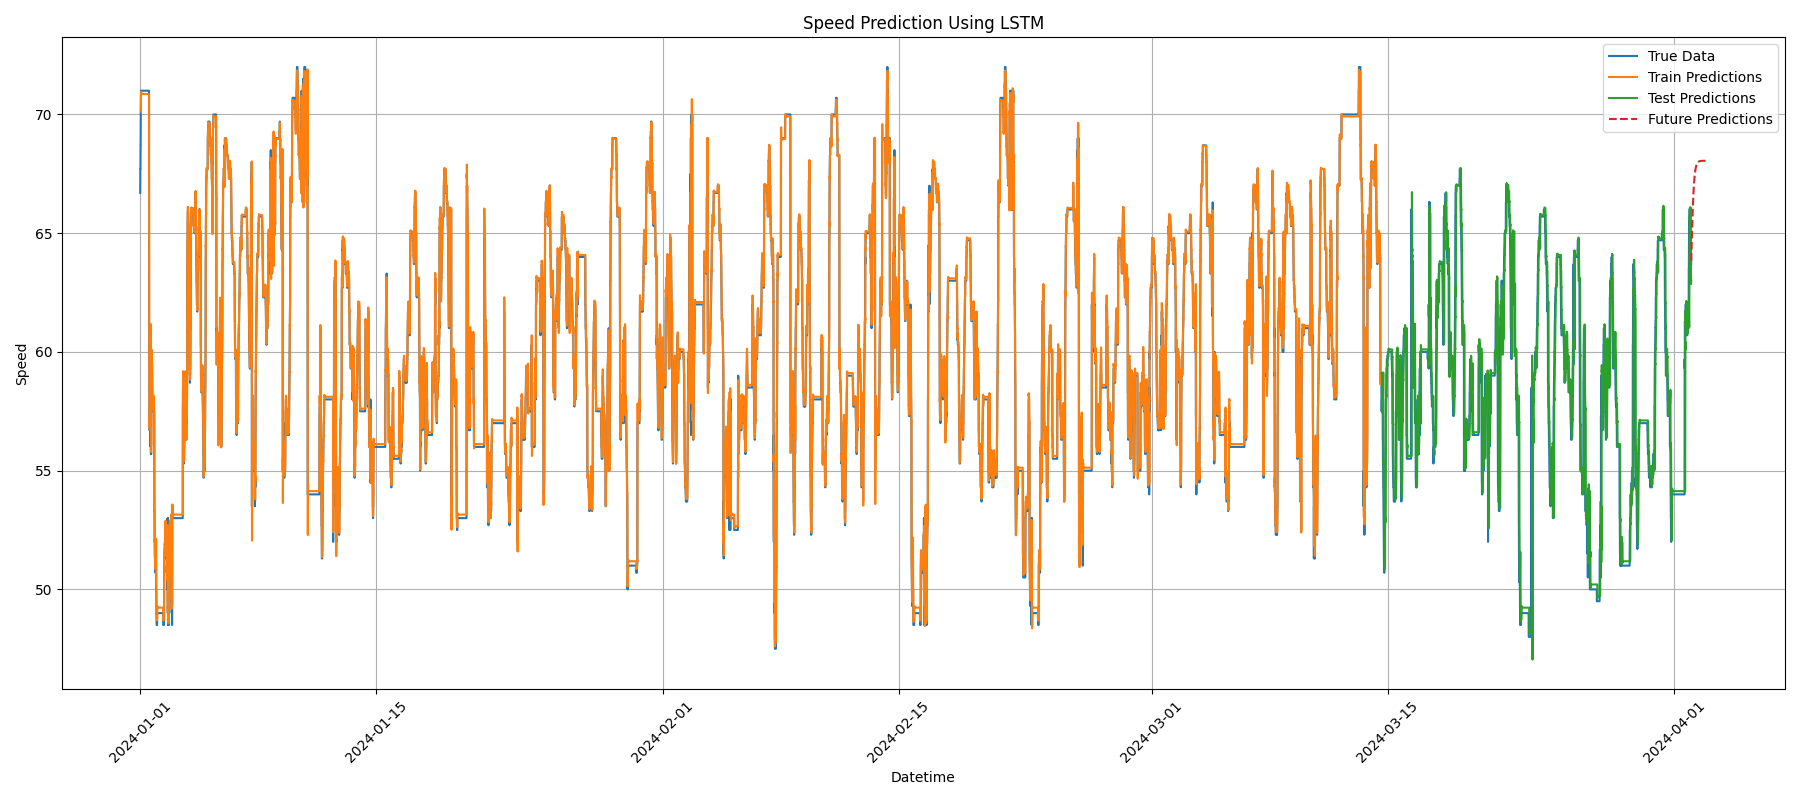 Speed Prediction Using LSTM
True Data
Train Predictions
Test Predictions
Future Predictions
70
65
60
55
50
Speed
2024-01-01
2024-01-15
2024-02-01
2024-02-15
2024-03-01
2024-03-15
2024-04-01
Datetime